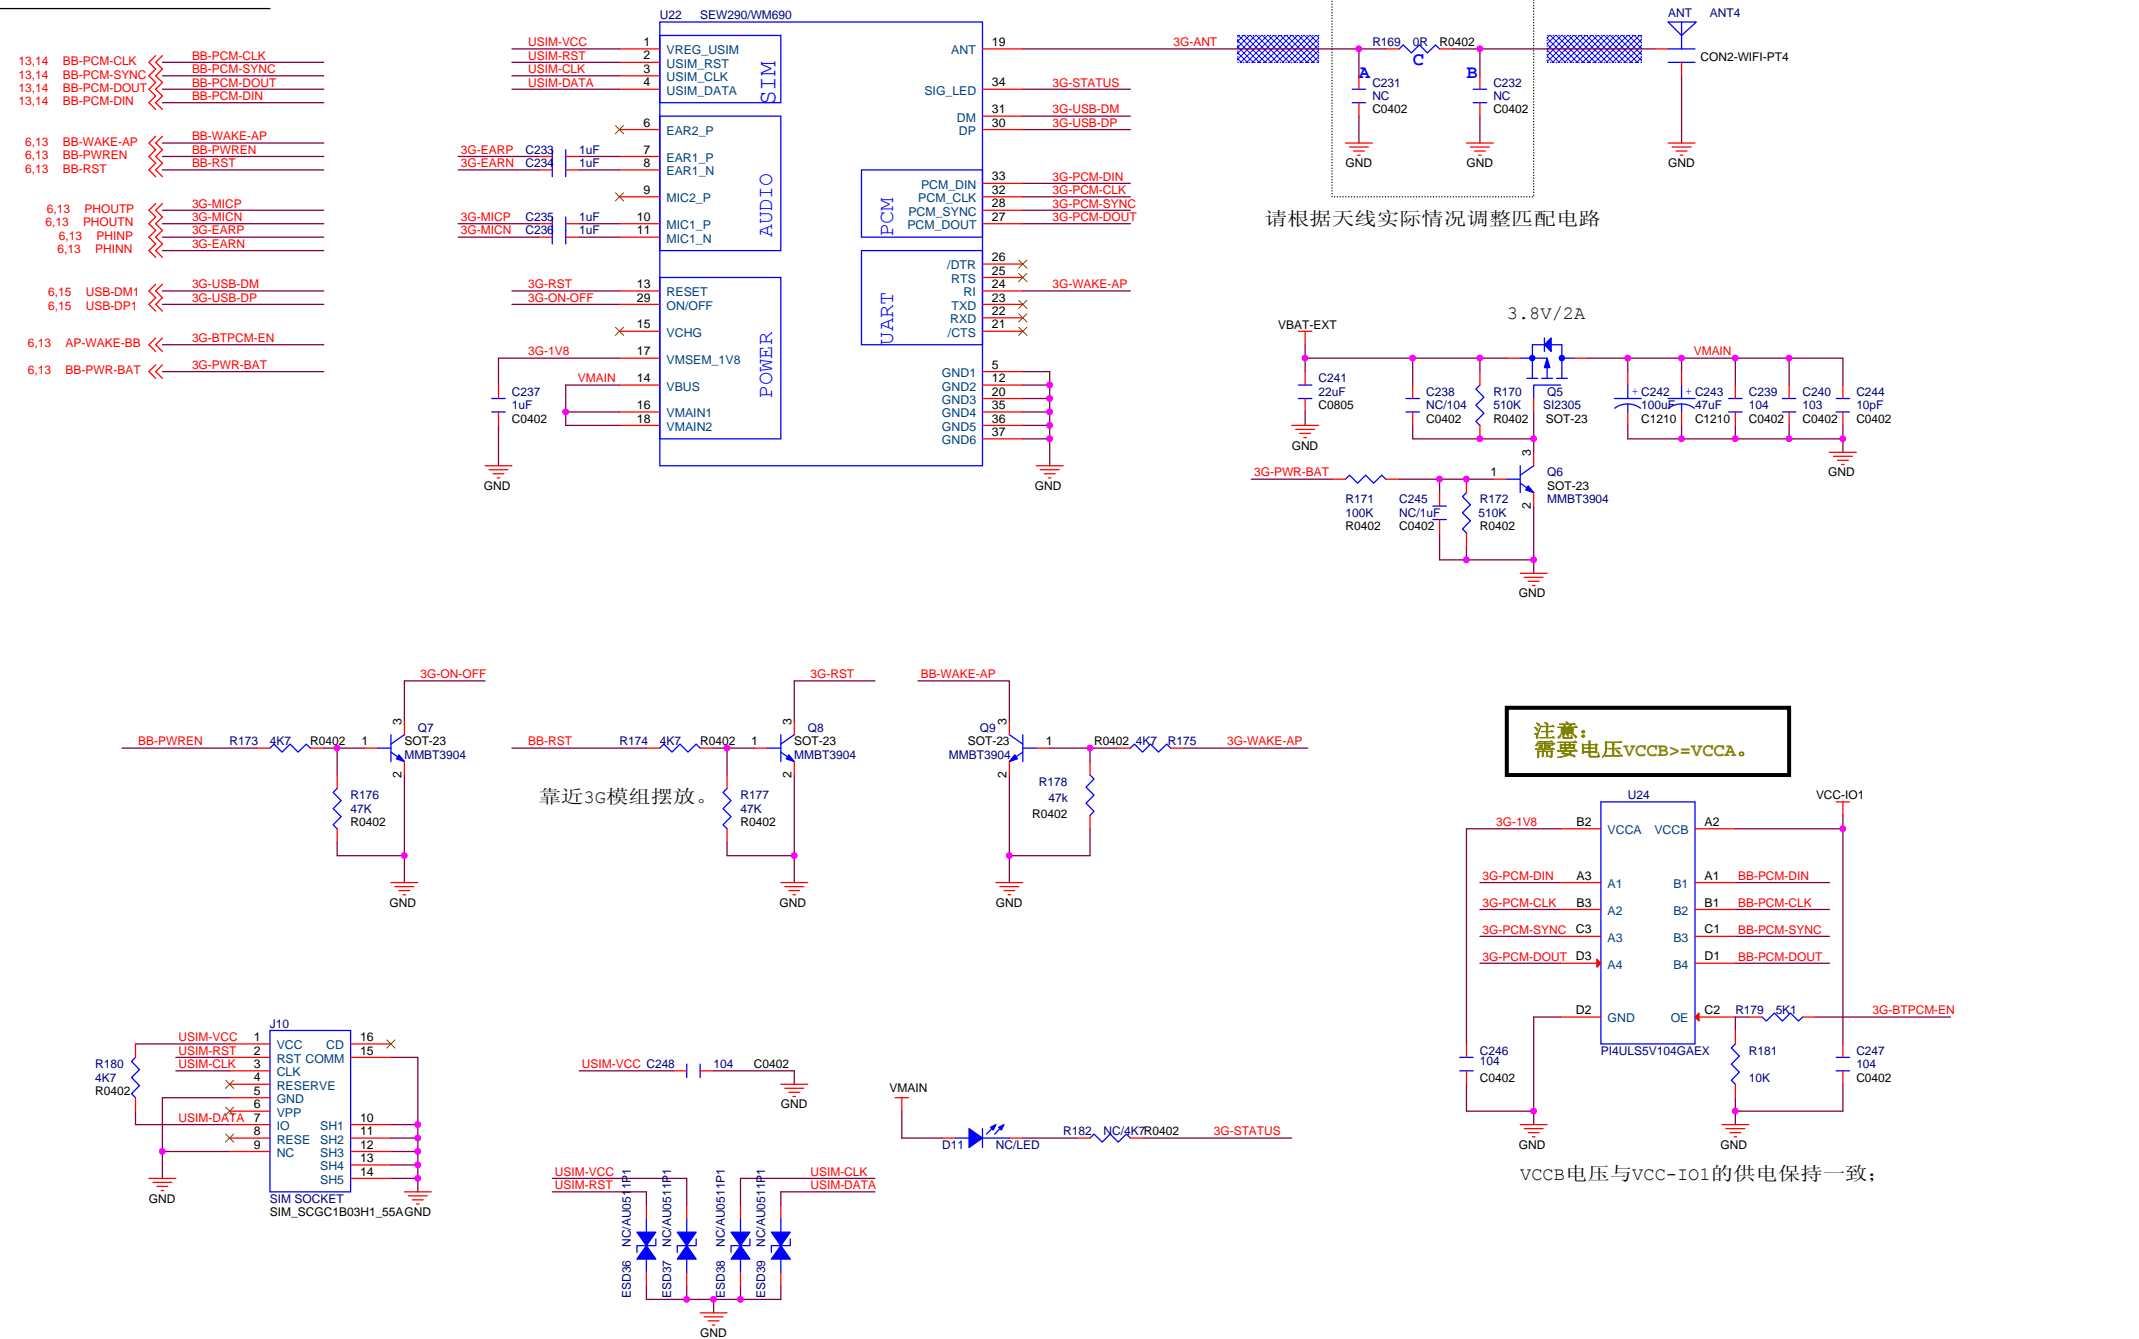 13,14 BB-PCM-CLK BB-PCM-CLK
13,14 BB-PCM-SYNC BB-PCM-SYNC
13,14 BB-PCM-DOUT BB-PCM-DOUT
13,14 BB-PCM-DIN BB-PCM-DIN
6,13 BB-WAKE-AP BB-WAKE-AP
6,13 BB-PWREN BB-PWREN
6,13 BB-RST BB-RST
6,13 PHOUTP 3G-MICP
6,13 PHOUTN 3G-MICN
6,13 PHINP 3G-EARP
6,13 PHINN 3G-EARN
6,15 USB-DM1 3G-USB-DM
6,15 USB-DP1 3G-USB-DP
6,13 AP-WAKE-BB 3G-BTPCM-EN
6,13 BB-PWR-BAT 3G-PWR-BAT
U22 SEW290/WM690
USIM-VCC 1 VREG_USIM
USIM-RST 2 USIM_RST
USIM-CLK 3 USIM_CLK
USIM-DATA 4 USIM_DATA
SIM
6 EAR2_P
3G-EARP C233 1uF 7 EAR1_P
3G-EARN C234 1uF 8 EAR1_N
9 MIC2_P
3G-MICP C235 1uF 10 MIC1_P
3G-MICN C236 1uF 11 MIC1_N
AUDIO
3G-RST 13 RESET
3G-ON-OFF 29 ON/OFF
15 VCHG
3G-1V8 17 VMSEM_1V8
VMAIN 14 VBUS
16 VMAIN1
18 VMAIN2
POWER
C237
1uF
C0402
GND
ANT 19 3G-ANT
SIG_LED 34 3G-STATUS
DM 31 3G-USB-DM
DP 30 3G-USB-DP
PCM
PCM_DIN 33 3G-PCM-DIN
PCM_CLK 32 3G-PCM-CLK
PCM_SYNC 28 3G-PCM-SYNC
PCM_DOUT 27 3G-PCM-DOUT
UART
/DTR 26
RTS 25
RI 24 3G-WAKE-AP
TXD 23
RXD 22
/CTS 21
GND1 5
GND2 12
GND3 20
GND4 35
GND5 36
GND6 37
GND
R169 0R R0402
A C B
C231
NC
C0402
GND
C232
NC
C0402
GND
ANT ANT4
CON2-WIFI-PT4
GND
请根据天线实际情况调整匹配电路
3.8V/2A
VBAT-EXT
C241
22uF
C0805
GND
C238
NC/104
C0402
R170
510K
R0402
Q5
SI2305
SOT-23
VMAIN
+ C242
100uF
C1210
+ C243
47uF
C1210
C239
104
C0402
C240
103
C0402
C244
10pF
C0402
GND
3G-PWR-BAT
R171
100K
R0402
C245
NC/1uF
C0402
R172
510K
R0402
1
3
2
Q6
SOT-23
MMBT3904
GND
3G-ON-OFF
BB-PWREN R173 4K7 R0402 1
3
2
Q7
SOT-23
MMBT3904
R176
47K
R0402
GND
3G-RST
BB-RST R174 4K7 R0402 1
3
2
Q8
SOT-23
MMBT3904
靠近3G模组摆放。
R177
47K
R0402
GND
BB-WAKE-AP
Q9
SOT-23
MMBT3904
3
2
1 R0402 4K7 R175 3G-WAKE-AP
R178
47k
R0402
GND
注意:
需要电压VCCB>=VCCA。
U24
VCC-IO1
3G-1V8 B2 VCCA VCCB A2
3G-PCM-DIN A3 A1 B1 A1 BB-PCM-DIN
3G-PCM-CLK B3 A2 B2 B1 BB-PCM-CLK
3G-PCM-SYNC C3 A3 B3 C1 BB-PCM-SYNC
3G-PCM-DOUT D3 A4 B4 D1 BB-PCM-DOUT
D2 GND OE C2 R179 5K1 3G-BTPCM-EN
PI4ULS5V104GAEX
C246
104
C0402
R181
10K
C247
104
C0402
GND
GND
VCCB电压与VCC-IO1的供电保持一致;
J10
USIM-VCC 1 VCC CD 16
USIM-RST 2 RST COMM 15
USIM-CLK 3 CLK
4 RESERVE
5 GND
6 VPP
USIM-DATA 7 IO SH1 10
8 RESE SH2 11
9 NC SH3 12
SH4 13
SH5 14
R180
4K7
R0402
GND
SIM SOCKET
SIM_SCGC1B03H1_55A
GND
USIM-VCC C248 104 C0402
GND
VMAIN
D11 NC/LED R182 NC/4K7 R0402 3G-STATUS
USIM-VCC
USIM-RST
USIM-CLK
USIM-DATA
ESD36 NC/AU0511P1
ESD37 NC/AU0511P1
ESD38 NC/AU0511P1
ESD39 NC/AU0511P1
GND